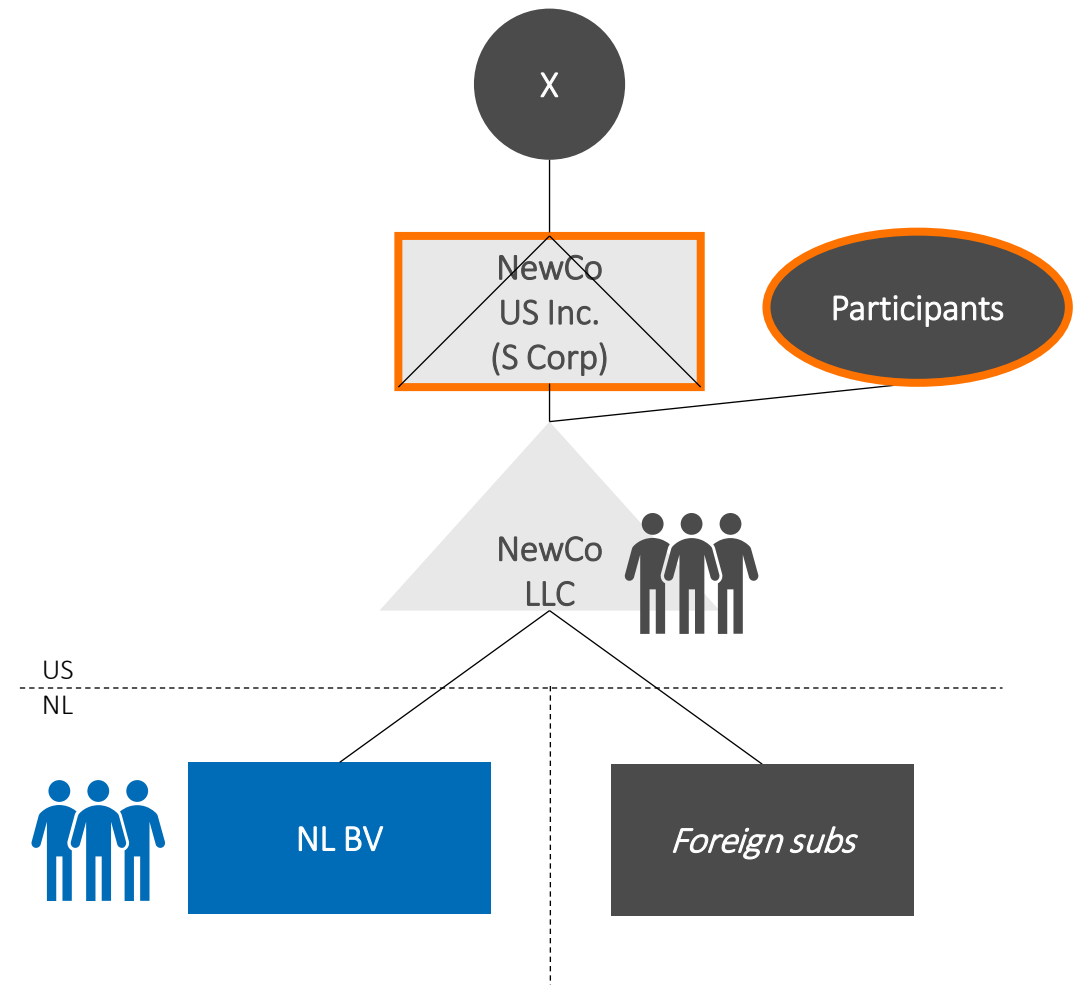 X
NewCo
US Inc.
(S Corp)
Participants
NewCo
LLC
US
NL
NL BV
Foreign subs